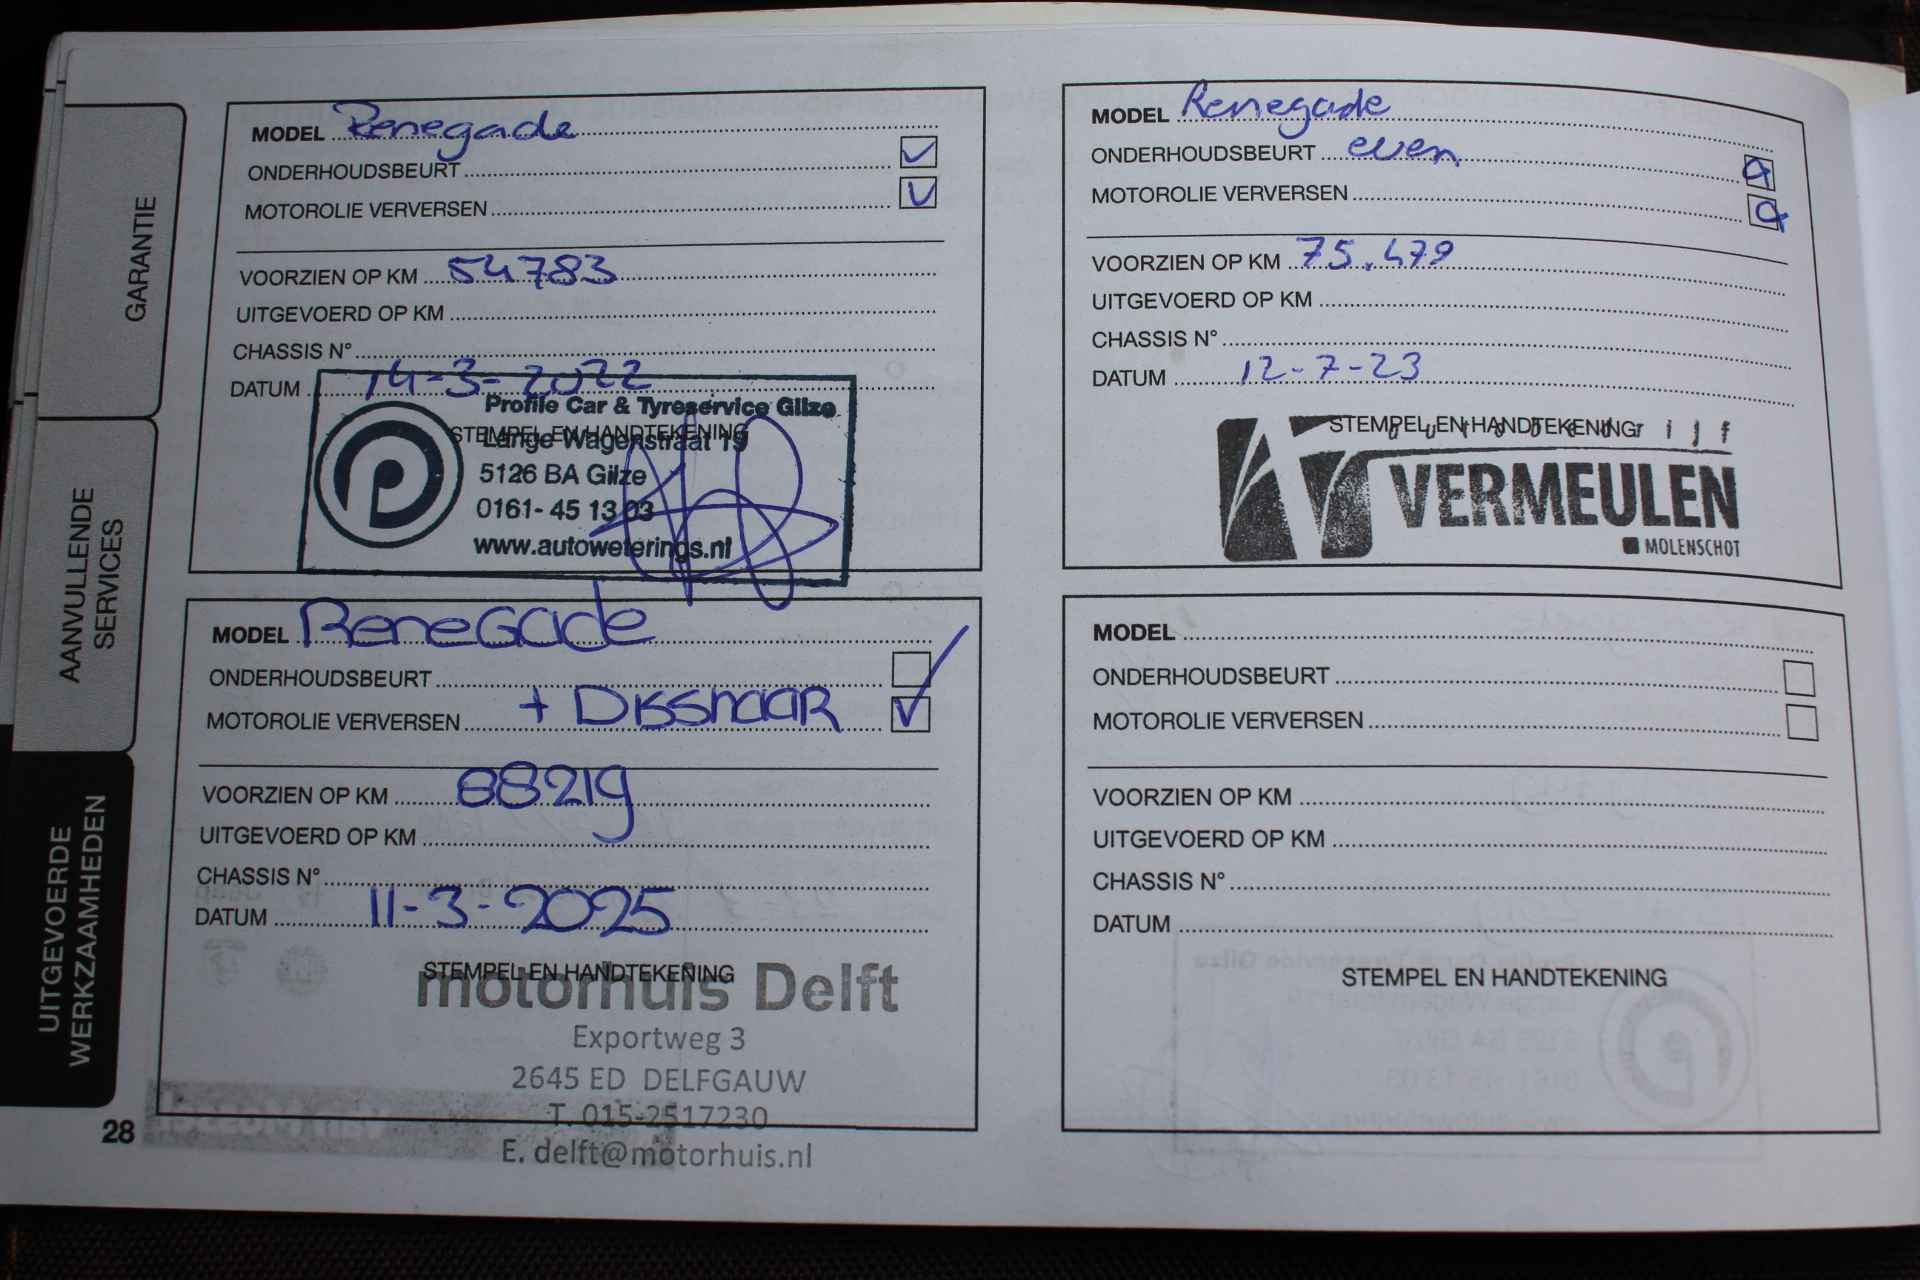 GARANTIE
AANVULLENDE
SERVICES
UITGEVOERDE
WERKZAAMHEDEN
MODEL Renegade
ONDERHOUDSBEURT
MOTOROLIE VERVERSEN
VOORZIEN OP KM 54783
UITGEVOERD OP KM
CHASSIS N°
DATUM 14-3-2022
STEMPEL EN HANDTEKENING
Profile Car & Tyreservice Gilze
Lange Wagenstraat 19
5126 BA Gilze
0161- 45 13 03
www.autoweterings.nl
MODEL Renegade
ONDERHOUDSBEURT even
MOTOROLIE VERVERSEN
VOORZIEN OP KM 75.479
UITGEVOERD OP KM
CHASSIS N°
DATUM 12-7-23
STEMPEL EN HANDTEKENING
autobedrijf
VERMEULEN
MOLENSCHOT
MODEL ReneGade
ONDERHOUDSBEURT
MOTOROLIE VERVERSEN
VOORZIEN OP KM 88219
UITGEVOERD OP KM
CHASSIS N°
DATUM 11-3-2025
STEMPEL EN HANDTEKENING
motorhuis Delft
Exportweg 3
2645 ED DELFGAUW
T. 015-2517230
E. delft@motorhuis.nl
MODEL
ONDERHOUDSBEURT
MOTOROLIE VERVERSEN
VOORZIEN OP KM
UITGEVOERD OP KM
CHASSIS N°
DATUM
STEMPEL EN HANDTEKENING
28